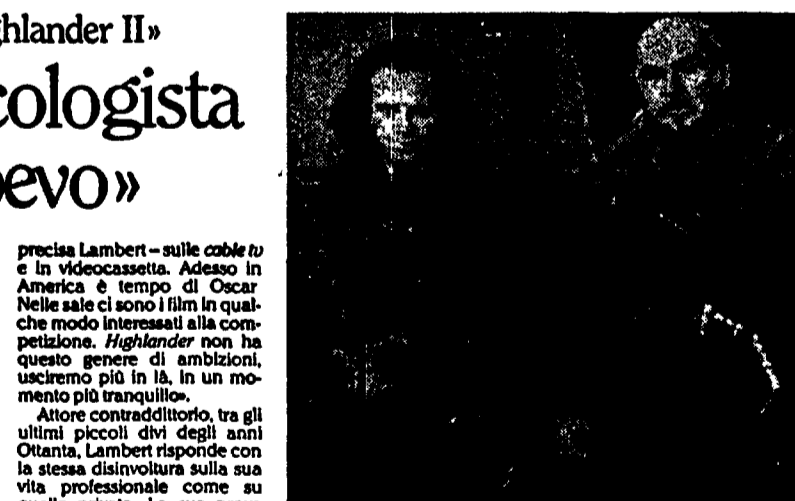 ghlander II»
cologista
pevo»
precisa Lambert – sulle cable tv
e in videocassetta. Adesso in
America è tempo di Oscar
Nelle sale ci sono i film in qual-
che modo interessati alla com-
petizione. Highlander non ha
questo genere di ambizioni,
usciremo più in là, in un mo-
mento più tranquillo».
Attore contraddittorio, tra gli
ultimi piccoli divi degli anni
Ottanta, Lambert risponde con
la stessa disinvoltura sulla sua
vita professionale come su